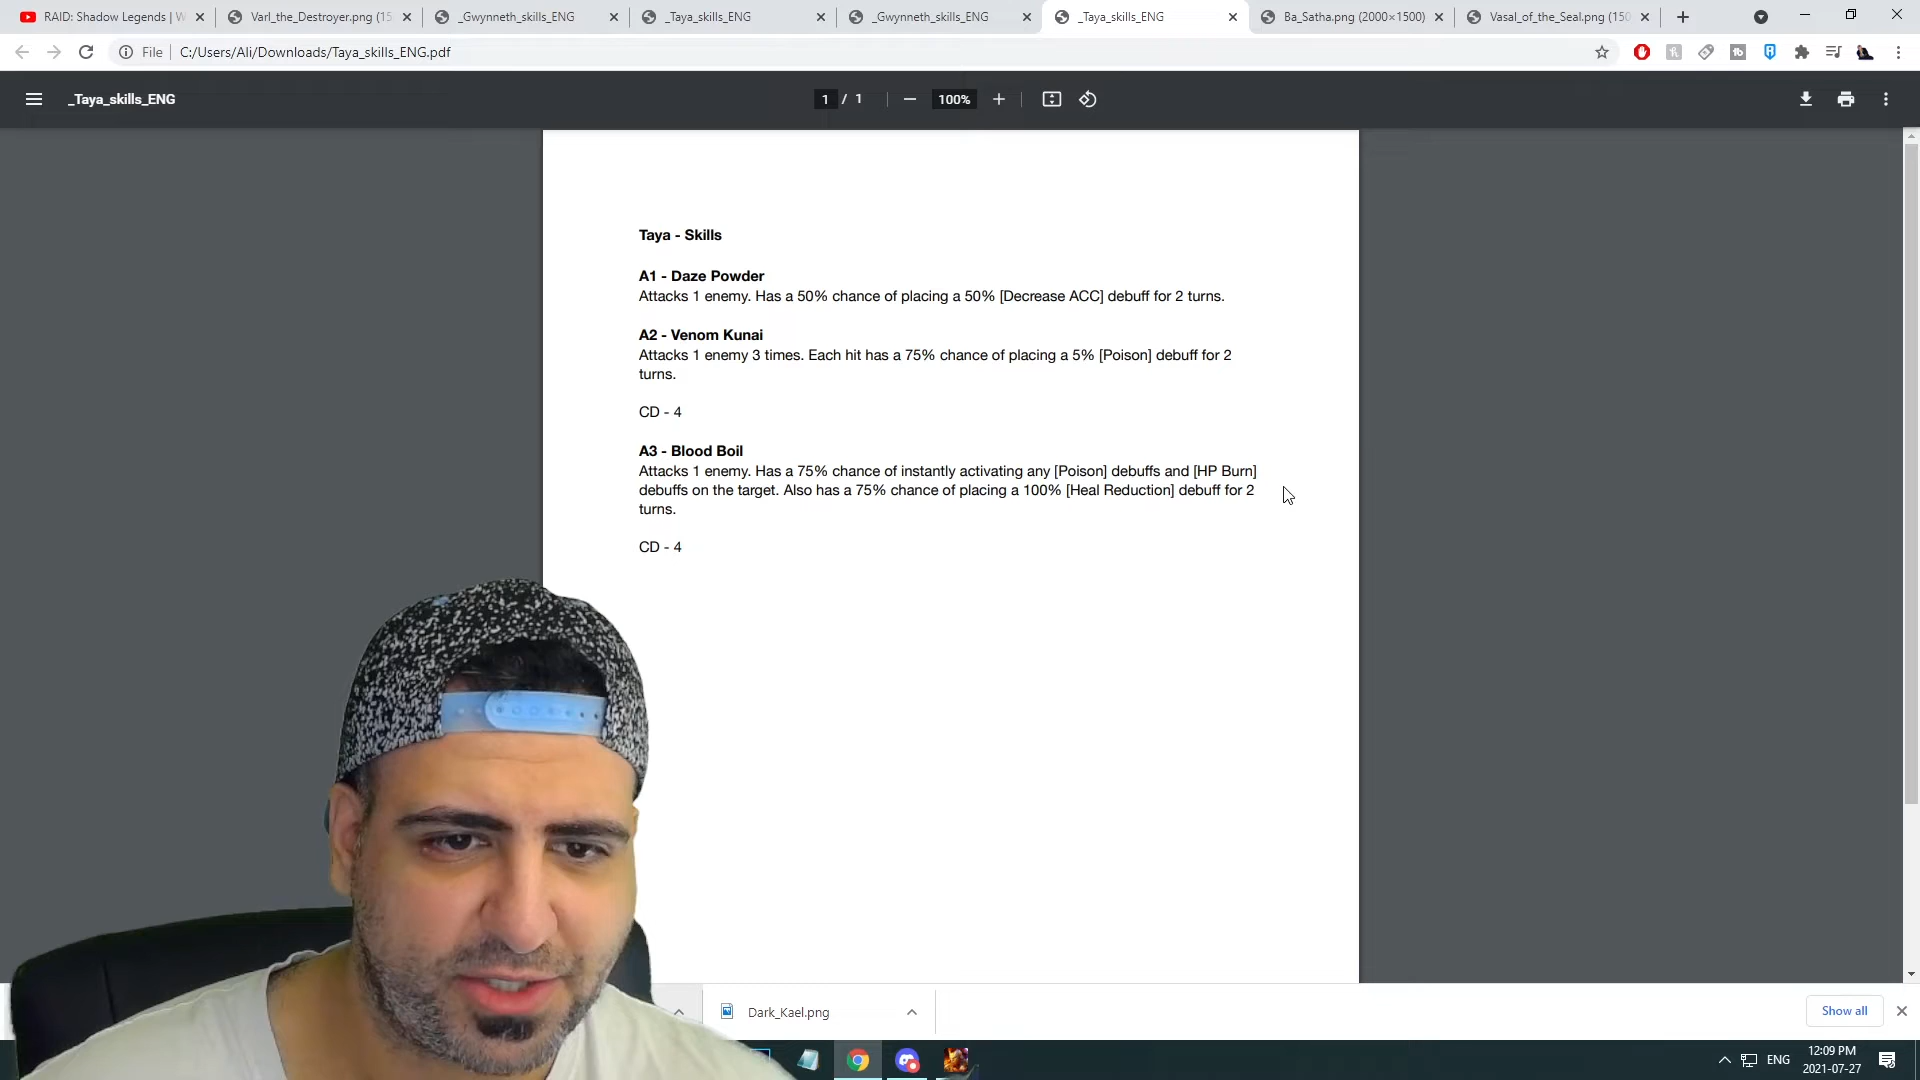 RAID: Shadow Legends | W
Varl_the_Destroyer.png (15
_Gwynneth_skills_ENG
_Taya_skills_ENG
_Gwynneth_skills_ENG
_Taya_skills_ENG
Ba_Satha.png (2000×1500)
Vasal_of_the_Seal.png (150
File
C:/Users/Ali/Downloads/Taya_skills_ENG.pdf
_Taya_skills_ENG
1 / 1
100%
Taya - Skills
A1 - Daze Powder
Attacks 1 enemy. Has a 50% chance of placing a 50% [Decrease ACC] debuff for 2 turns.
A2 - Venom Kunai
Attacks 1 enemy 3 times. Each hit has a 75% chance of placing a 5% [Poison] debuff for 2
turns.
CD - 4
A3 - Blood Boil
Attacks 1 enemy. Has a 75% chance of instantly activating any [Poison] debuffs and [HP Burn]
debuffs on the target. Also has a 75% chance of placing a 100% [Heal Reduction] debuff for 2
turns.
CD - 4
Dark_Kael.png
Show all
ENG
12:09 PM
2021-07-27